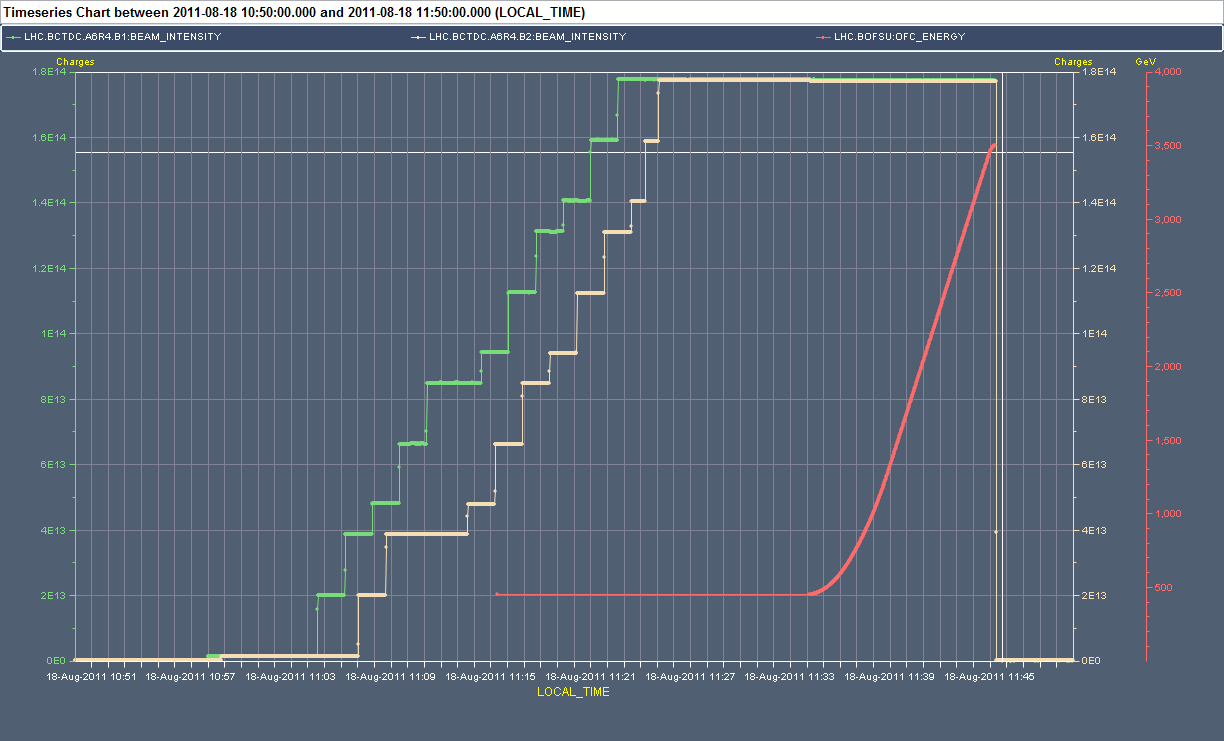 Timeseries Chart between 2011-08-18 10:50:00.000 and 2011-08-18 11:50:00.000 (LOCAL_TIME)
LHC.BCTDC.A6R4.B1:BEAM_INTENSITY LHC.BCTDC.A6R4.B2:BEAM_INTENSITY LHC.BOFSU:OFC_ENERGY
Charges Charges GeV
1.8E14 1.8E14 4,000
1.6E14 1.6E14 3,500
1.4E14 1.4E14 3,000
1.2E14 1.2E14 2,500
1E14 1E14 2,000
8E13 8E13 1,500
6E13 6E13 1,000
4E13 4E13 500
2E13 2E13
0E0 0E0
18-Aug-2011 10:51 18-Aug-2011 10:57 18-Aug-2011 11:03 18-Aug-2011 11:09 18-Aug-2011 11:15 18-Aug-2011 11:21 18-Aug-2011 11:27 18-Aug-2011 11:33 18-Aug-2011 11:39 18-Aug-2011 11:45
LOCAL_TIME